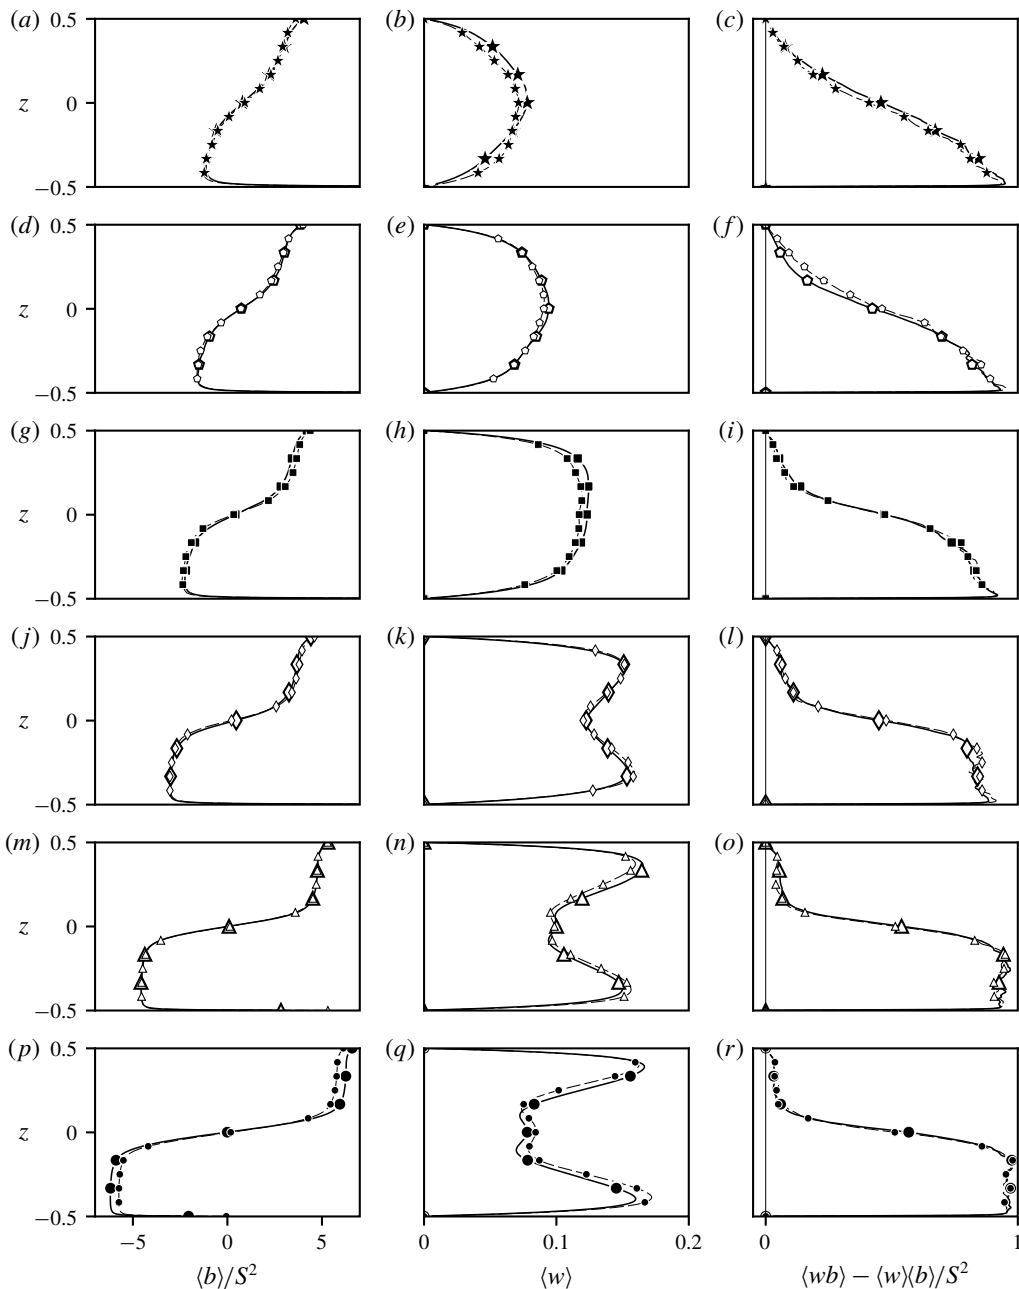 (a) (b) (c)
0.5
z 0
−0.5
(d) (e) (f)
0.5
z 0
−0.5
(g) (h) (i)
0.5
z 0
−0.5
(j) (k) (l)
0.5
z 0
−0.5
(m) (n) (o)
0.5
z 0
−0.5
(p) (q) (r)
0.5
z 0
−0.5
−5 0 5 0 0.1 0.2 0 1
⟨b⟩/S² ⟨w⟩ ⟨wb⟩ − ⟨w⟩⟨b⟩/S²